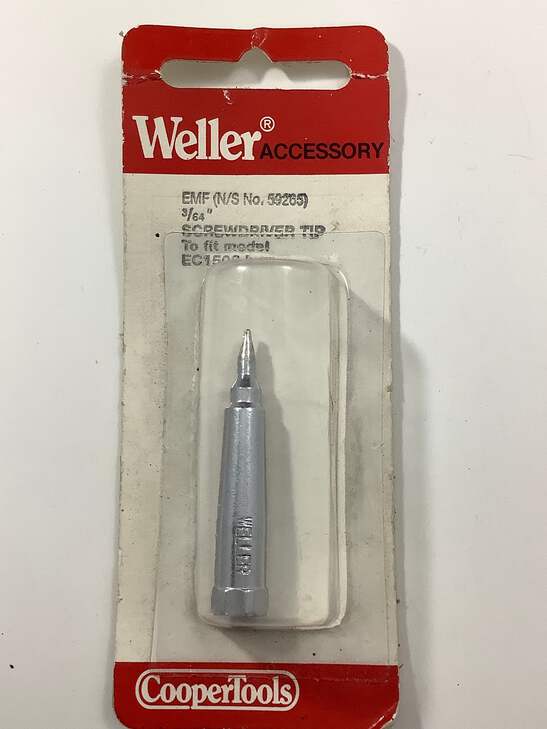 Weller® ACCESSORY
EMF (N/S No. 59265)
3/64"
SCREWDRIVER TIP
To fit model
WELLER
CooperTools